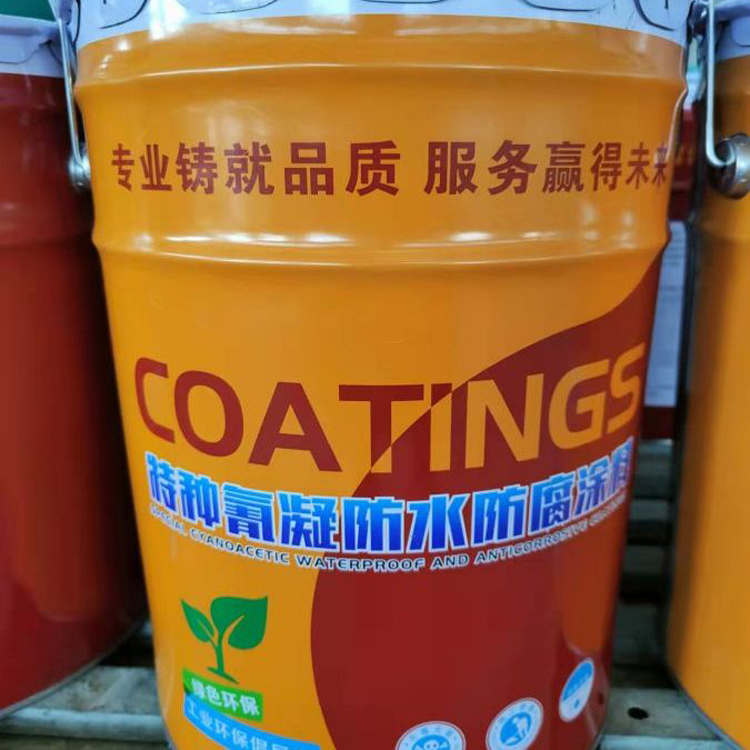 专业铸就品质 服务赢得未来
COATINGS
特种氰凝防水防腐涂料
SPECIAL CYANOACETIC WATERPROOF AND ANTICORROSIVE COATING
绿色环保
工业环保